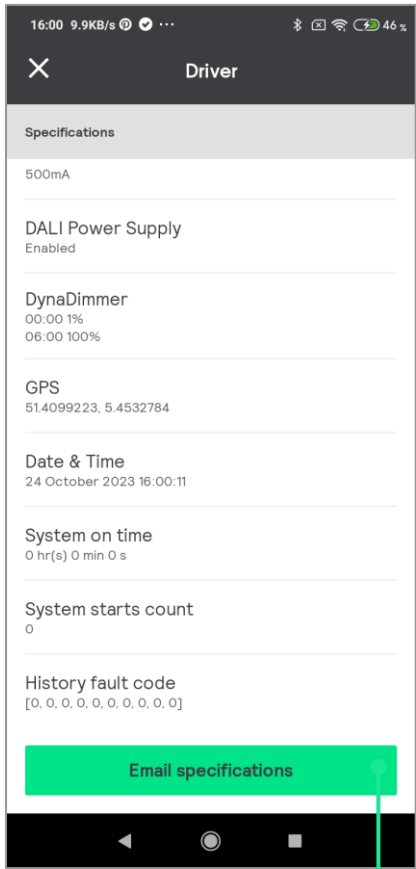 16:00 9.9KB/s ··· 46 %
Driver
Specifications
500mA
DALI Power Supply
Enabled
DynaDimmer
00:00 1%
06:00 100%
GPS
51.4099223, 5.4532784
Date & Time
24 October 2023 16:00:11
System on time
0 hr(s) 0 min 0 s
System starts count
0
History fault code
[0, 0, 0, 0, 0, 0, 0, 0, 0, 0]
Email specifications